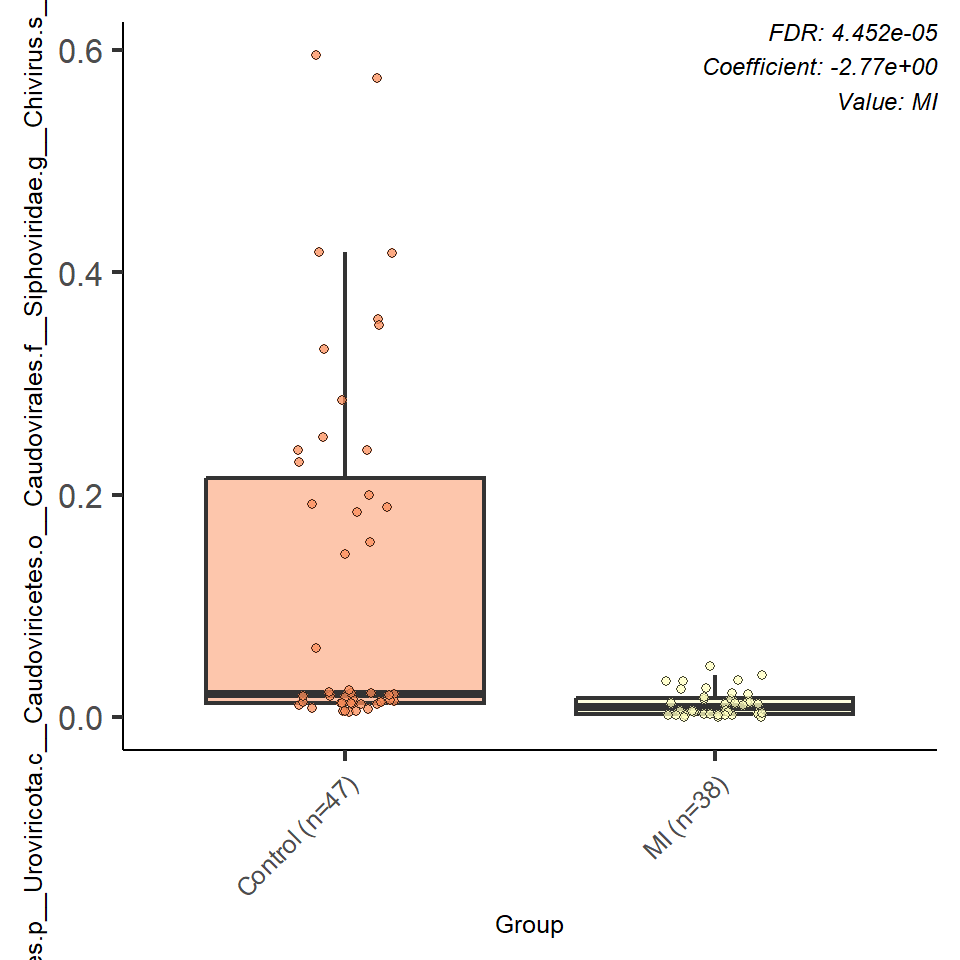 FDR: 4.452e-05
Coefficient: -2.77e+00
Value: MI
es.p__Uroviricota.c__Caudoviricetes.o__Caudovirales.f__Siphoviridae.g__Chivirus.s_
0.6
0.4
0.2
0.0
Control (n=47)
MI (n=38)
Group